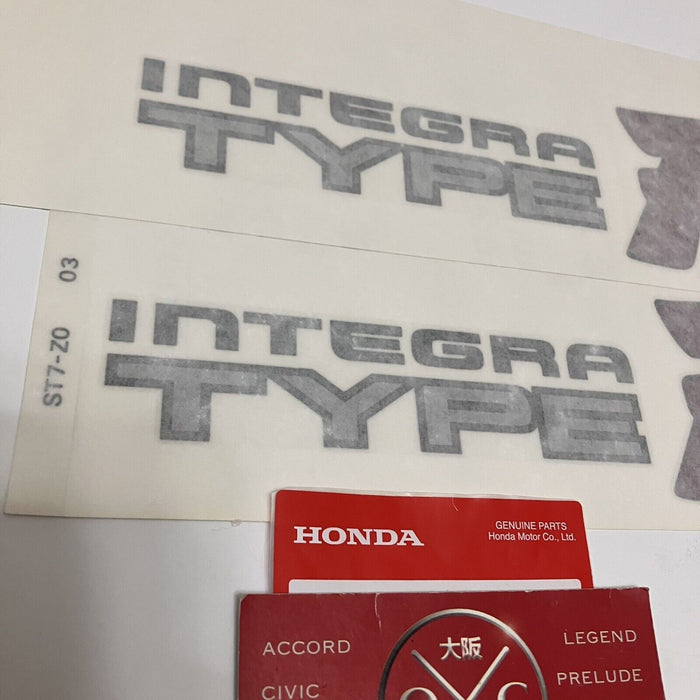 INTEGRA
TYPE
ST7-Z0 03
INTEGRA
TYPE
HONDA
GENUINE PARTS
Honda Motor Co., Ltd.
ACCORD
CIVIC
大阪
LEGEND
PRELUDE